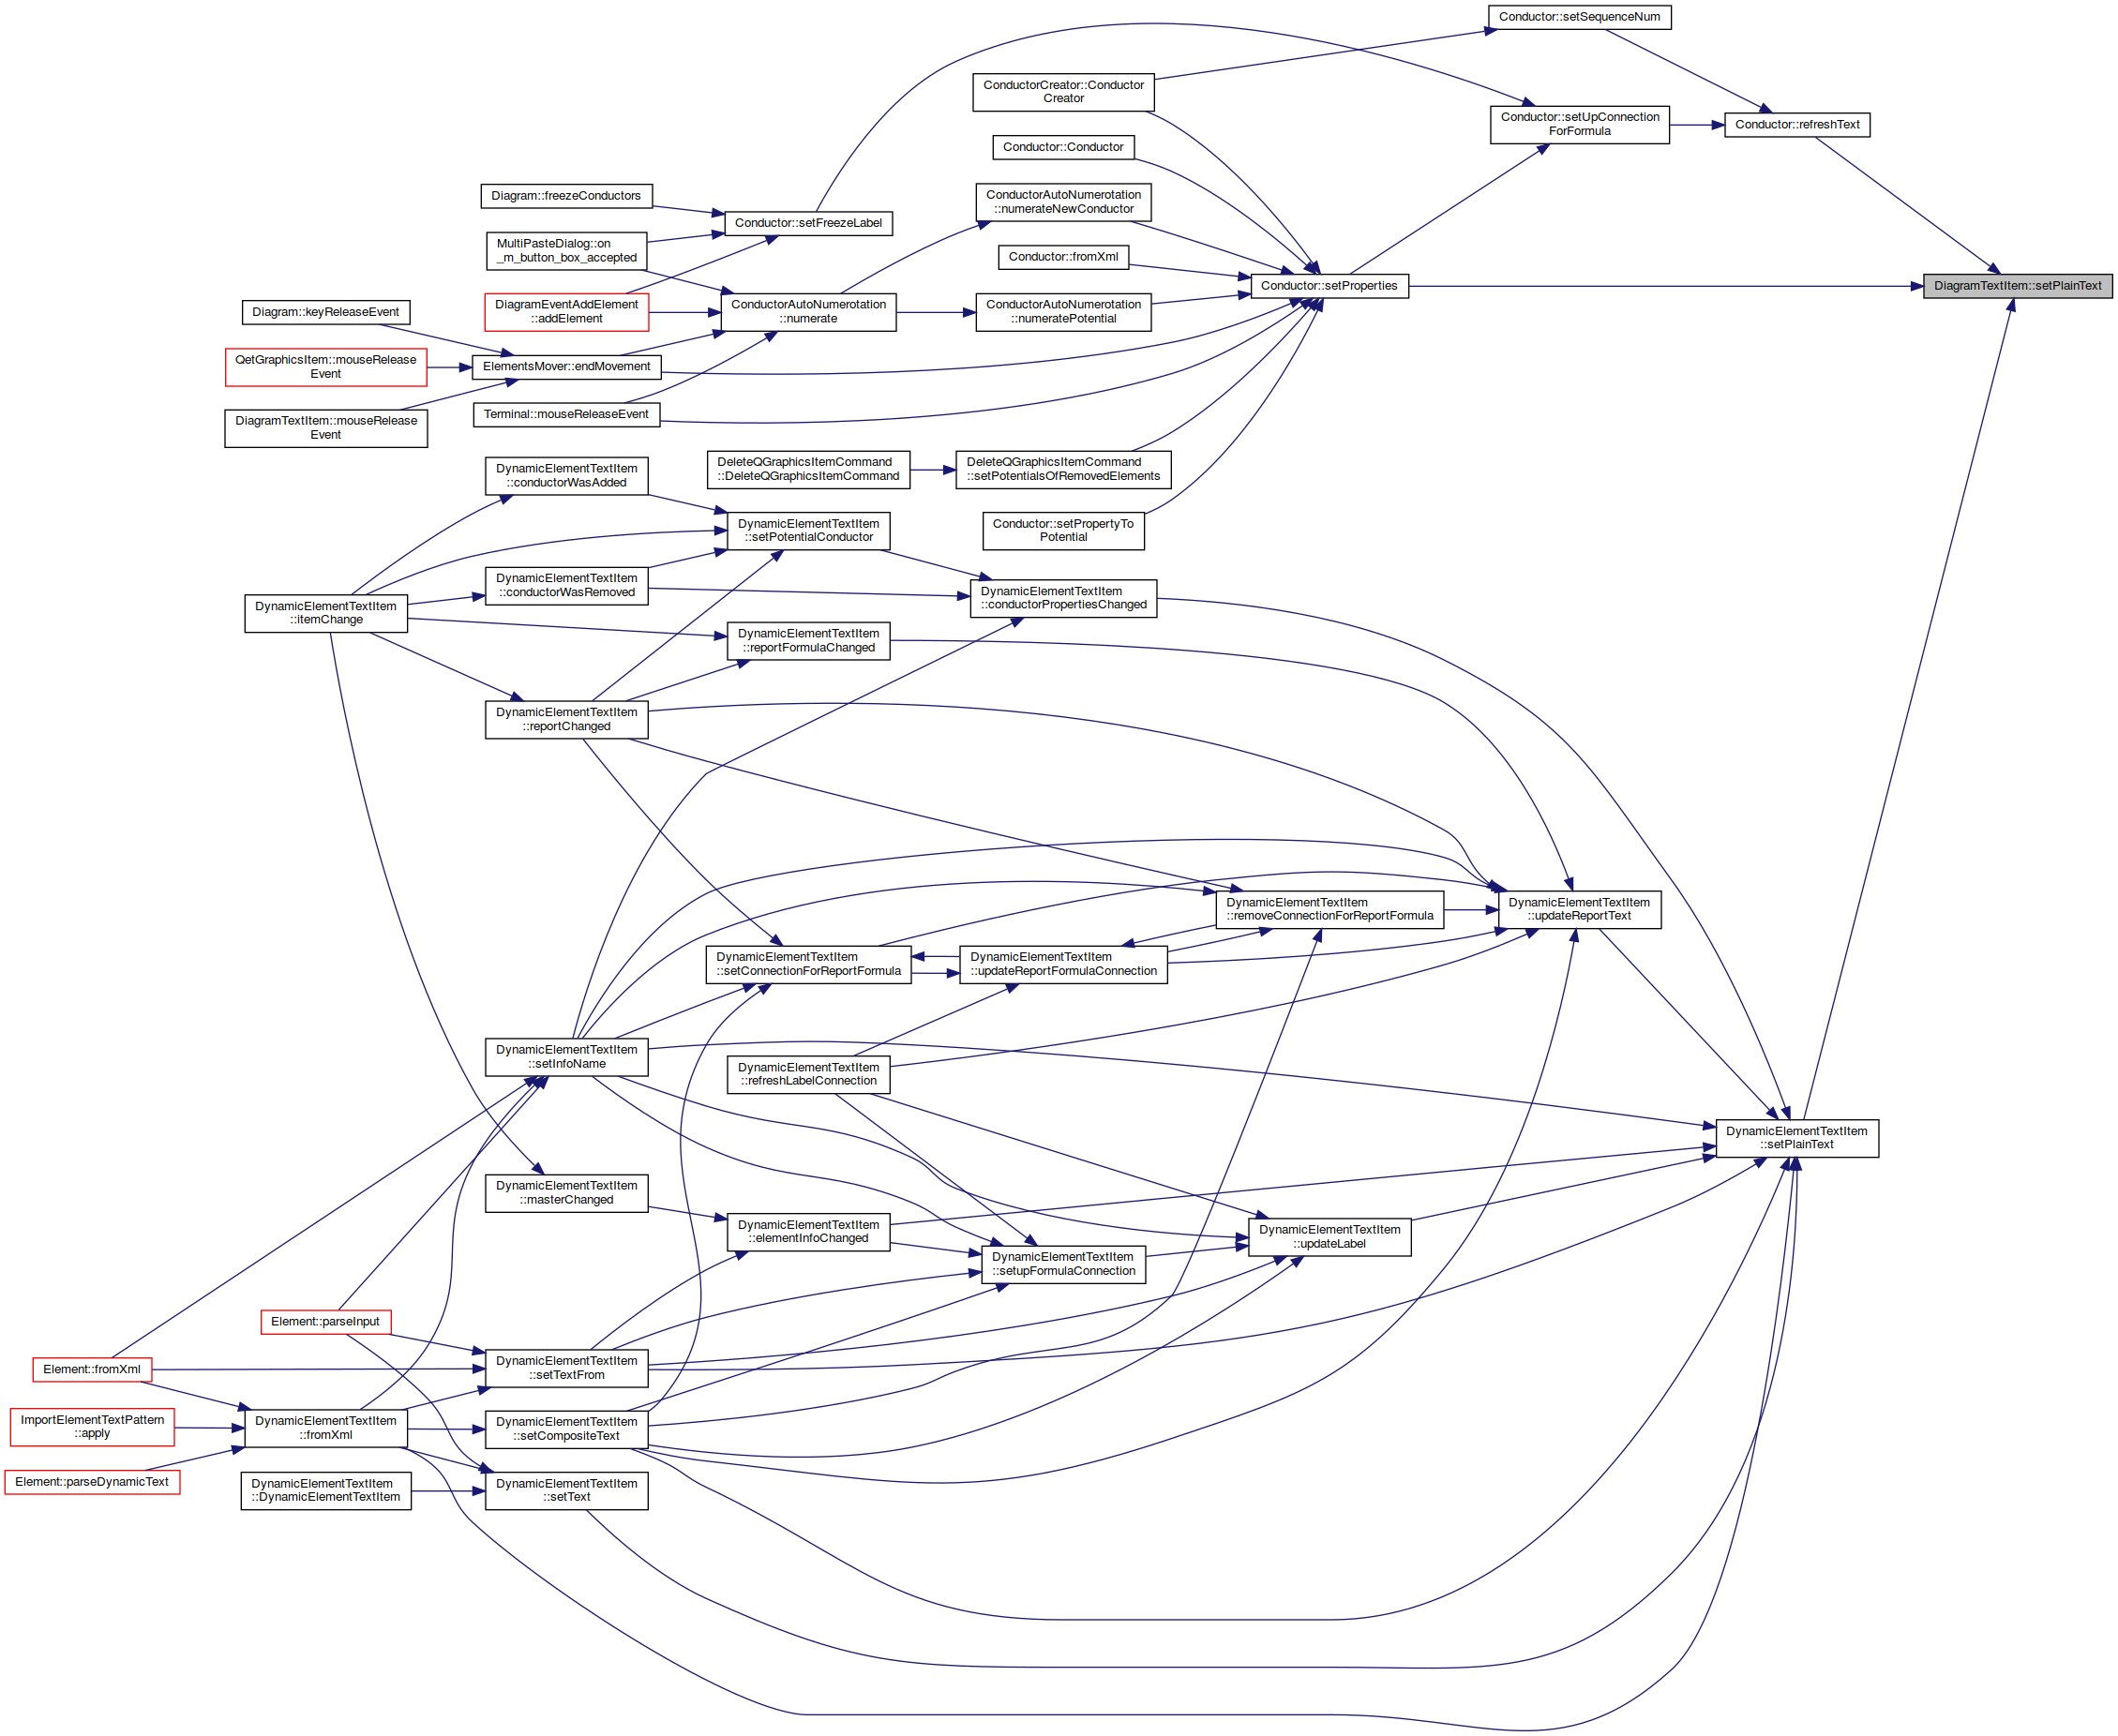 Conductor::setSequenceNum
ConductorCreator::Conductor
Creator
Conductor::setUpConnection
ForFormula
Conductor::refreshText
Conductor::Conductor
Diagram::freezeConductors
ConductorAutoNumerotation
::numerateNewConductor
Conductor::setFreezeLabel
MultiPasteDialog::on
_m_button_box_accepted
Conductor::fromXml
Conductor::setProperties
DiagramTextItem::setPlainText
DiagramEventAddElement
::addElement
ConductorAutoNumerotation
::numerate
ConductorAutoNumerotation
::numeratePotential
Diagram::keyReleaseEvent
QetGraphicsItem::mouseRelease
Event
ElementsMover::endMovement
DiagramTextItem::mouseRelease
Event
Terminal::mouseReleaseEvent
DynamicElementTextItem
::conductorWasAdded
DeleteQGraphicsItemCommand
::DeleteQGraphicsItemCommand
DeleteQGraphicsItemCommand
::setPotentialsOfRemovedElements
DynamicElementTextItem
::setPotentialConductor
Conductor::setPropertyTo
Potential
DynamicElementTextItem
::conductorWasRemoved
DynamicElementTextItem
::conductorPropertiesChanged
DynamicElementTextItem
::itemChange
DynamicElementTextItem
::reportFormulaChanged
DynamicElementTextItem
::reportChanged
DynamicElementTextItem
::removeConnectionForReportFormula
DynamicElementTextItem
::updateReportText
DynamicElementTextItem
::setConnectionForReportFormula
DynamicElementTextItem
::updateReportFormulaConnection
DynamicElementTextItem
::setInfoName
DynamicElementTextItem
::refreshLabelConnection
DynamicElementTextItem
::setPlainText
DynamicElementTextItem
::masterChanged
DynamicElementTextItem
::elementInfoChanged
DynamicElementTextItem
::updateLabel
DynamicElementTextItem
::setupFormulaConnection
Element::parseInput
Element::fromXml
DynamicElementTextItem
::setTextFrom
ImportElementTextPattern
::apply
DynamicElementTextItem
::fromXml
DynamicElementTextItem
::setCompositeText
Element::parseDynamicText
DynamicElementTextItem
::DynamicElementTextItem
DynamicElementTextItem
::setText